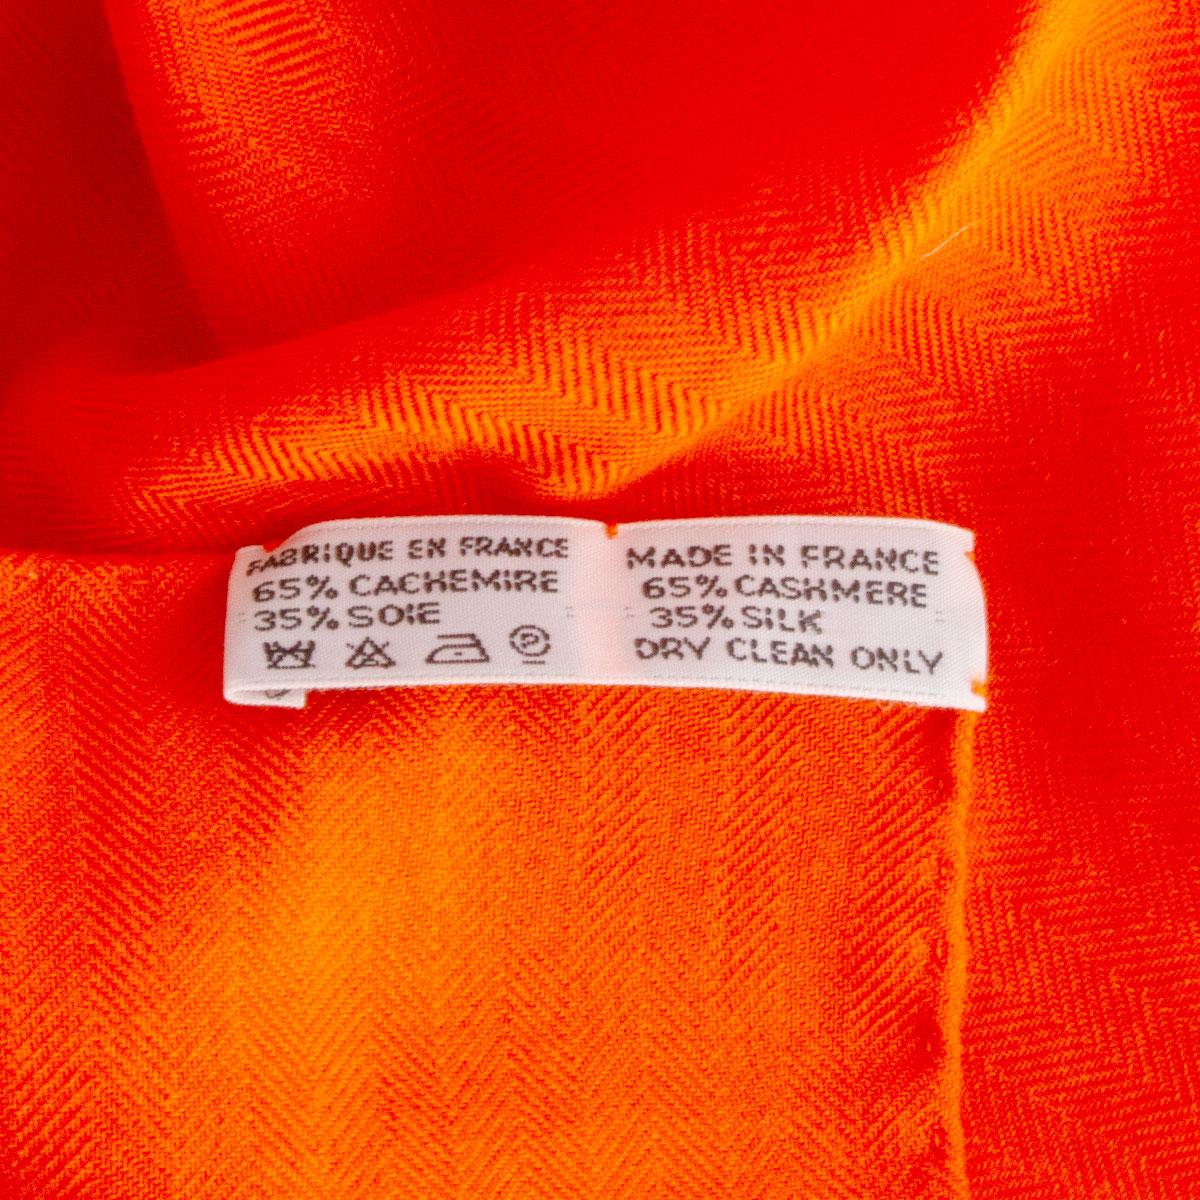 FABRIQUE EN FRANCE
65% CACHEMIRE
35% SOIE
P
MADE IN FRANCE
65% CASHMERE
35% SILK
DRY CLEAN ONLY